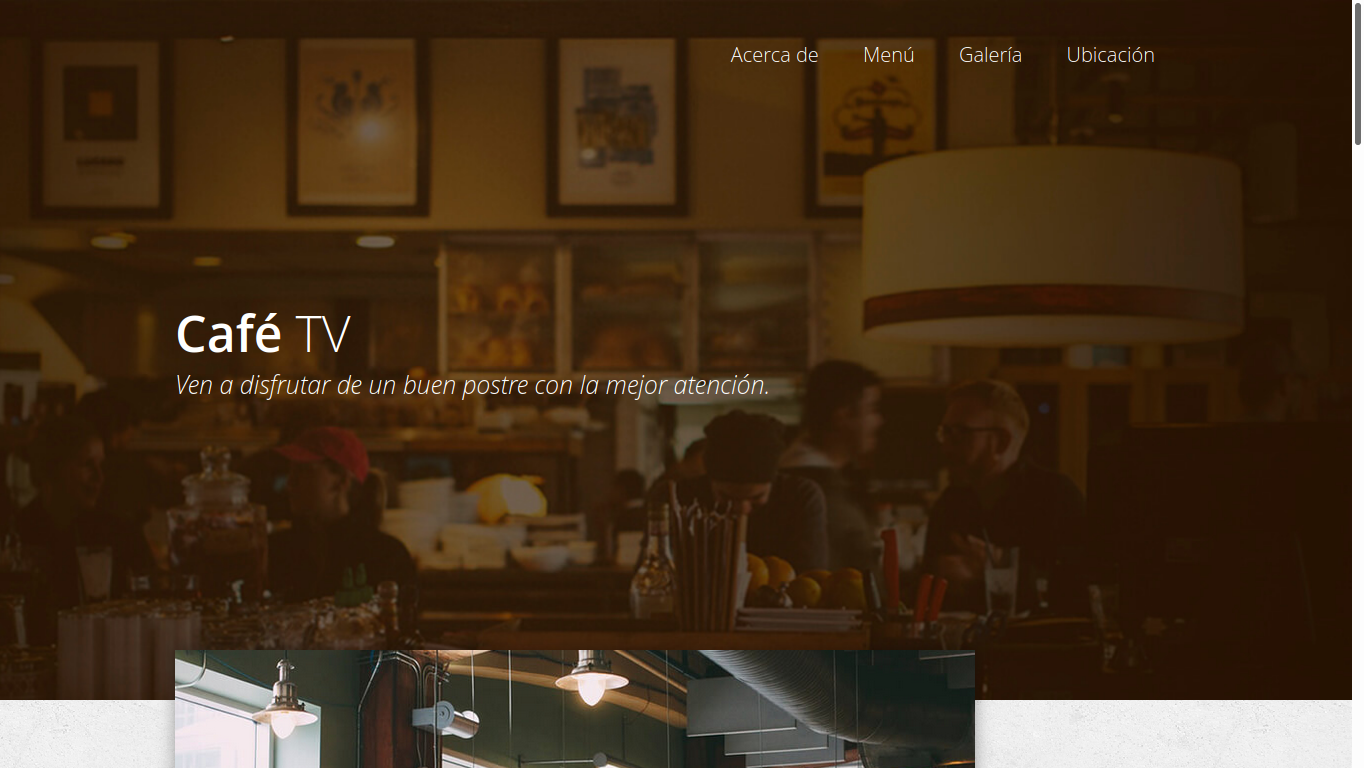 Acerca de Menú Galería Ubicación
Café TV
Ven a disfrutar de un buen postre con la mejor atención.